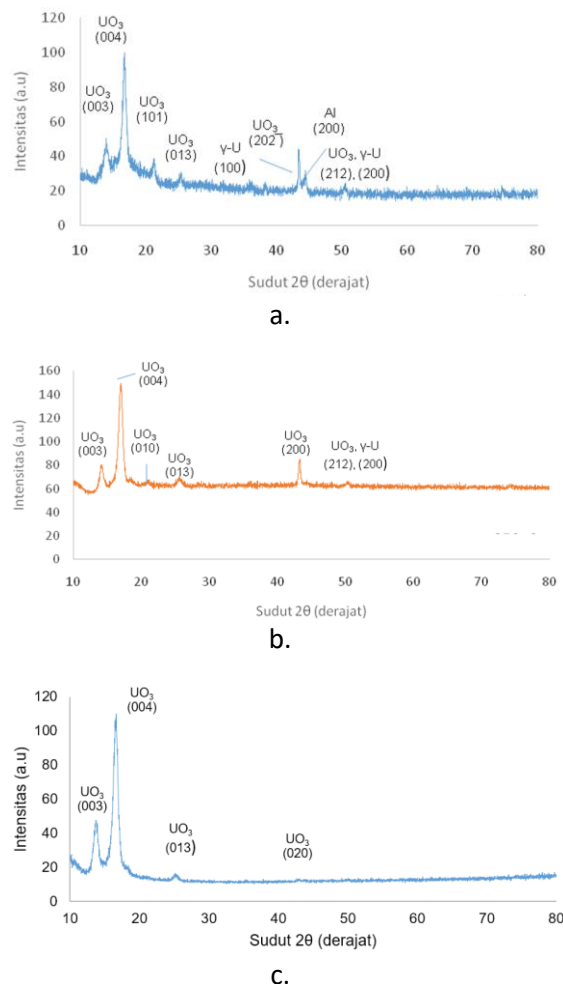 120
100
80
60
40
20
0
Intensitas (a.u)
UO₃
(004)
UO₃
(003)
UO₃
(101)
UO₃
(013)
γ-U
(100)
UO₃
(202̄)
Al
(200)
UO₃, γ-U
(212), (200)
10 20 30 40 50 60 70 80
Sudut 2θ (derajat)
a.
160
140
120
100
80
60
40
20
0
Intensitas (a.u)
UO₃
(004)
UO₃
(003)
UO₃
(010)
UO₃
(013)
UO₃
(200)
UO₃, γ-U
(212), (200)
10 20 30 40 50 60 70 80
Sudut 2θ (derajat)
b.
120
100
80
60
40
20
0
Intensitas (a.u)
UO₃
(004)
UO₃
(003)
UO₃
(013)
UO₃
(020)
10 20 30 40 50 60 70 80
Sudut 2θ (derajat)
c.